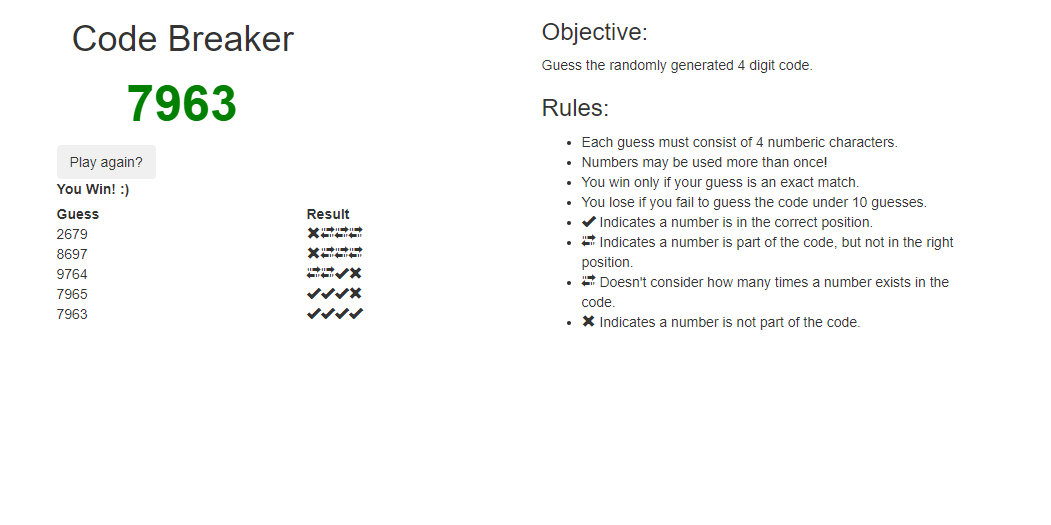 Code Breaker
7963
Play again?
You Win! :)
Guess Result
2679 ✖⇆⇆⇆
8697 ✖⇆⇆⇆
9764 ⇆⇆✔✖
7965 ✔✔✔✖
7963 ✔✔✔✔
Objective:
Guess the randomly generated 4 digit code.
Rules:
• Each guess must consist of 4 numberic characters.
• Numbers may be used more than once!
• You win only if your guess is an exact match.
• You lose if you fail to guess the code under 10 guesses.
• ✔ Indicates a number is in the correct position.
• ⇆ Indicates a number is part of the code, but not in the right
position.
• ⇆ Doesn't consider how many times a number exists in the
code.
• ✖ Indicates a number is not part of the code.